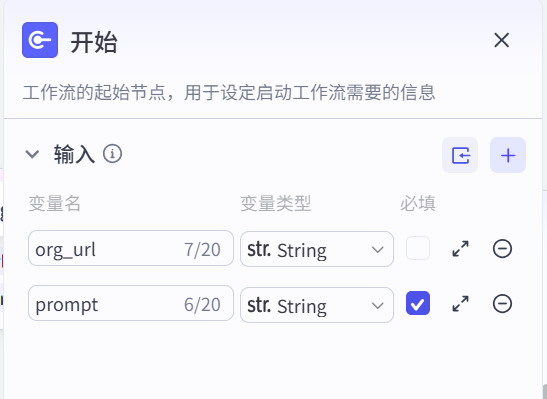 开始
工作流的起始节点，用于设定启动工作流需要的信息
输入
变量名 变量类型 必填
org_url 7/20 str. String
prompt 6/20 str. String